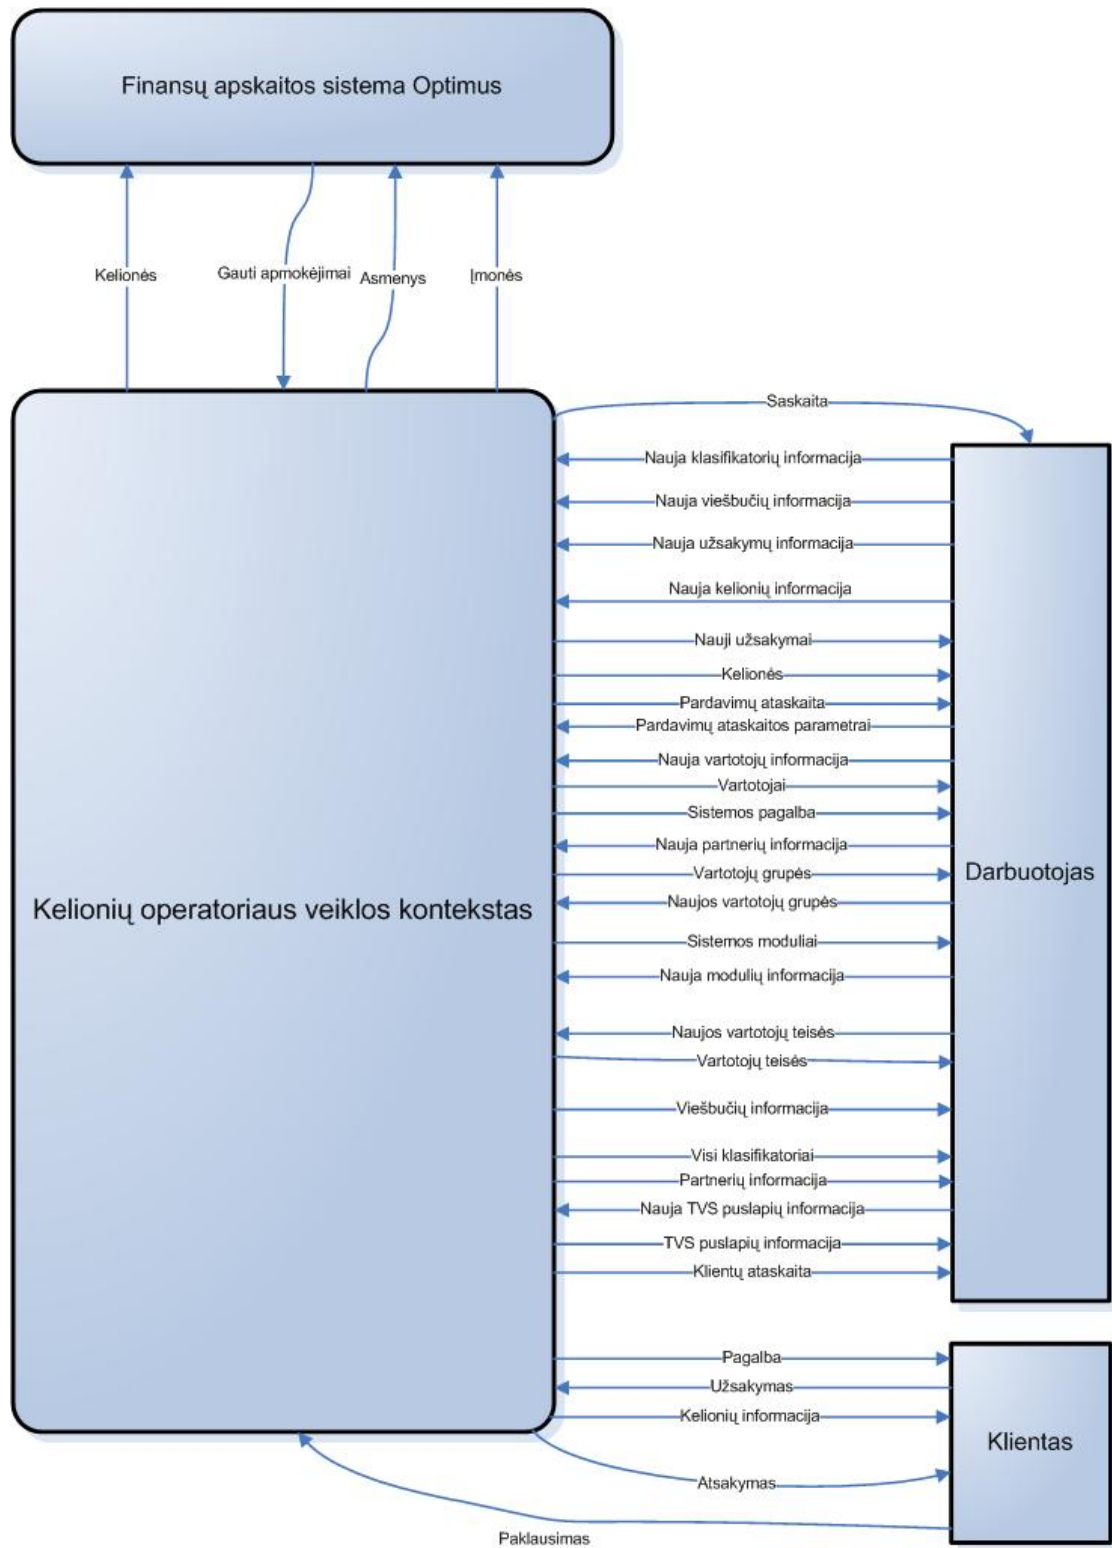 Finansų apskaitos sistema Optimus
Kelionės
Gauti apmokėjimai
Asmenys
Įmonės
Saskaita
Nauja klasifikatorių informacija
Nauja viešbučių informacija
Nauja užsakymų informacija
Nauja kelionių informacija
Nauji užsakymai
Kelionės
Pardavimų ataskaita
Pardavimų ataskaitos parametrai
Nauja vartotojų informacija
Vartotojai
Sistemos pagalba
Nauja partnerių informacija
Vartotojų grupės
Darbuotojas
Naujos vartotojų grupės
Kelionių operatoriaus veiklos kontekstas
Sistemos moduliai
Nauja modulių informacija
Naujos vartotojų teisės
Vartotojų teisės
Viešbučių informacija
Visi klasifikatoriai
Partnerių informacija
Nauja TVS puslapių informacija
TVS puslapių informacija
Klientų ataskaita
Pagalba
Užsakymas
Kelionių informacija
Klientas
Atsakymas
Paklausimas